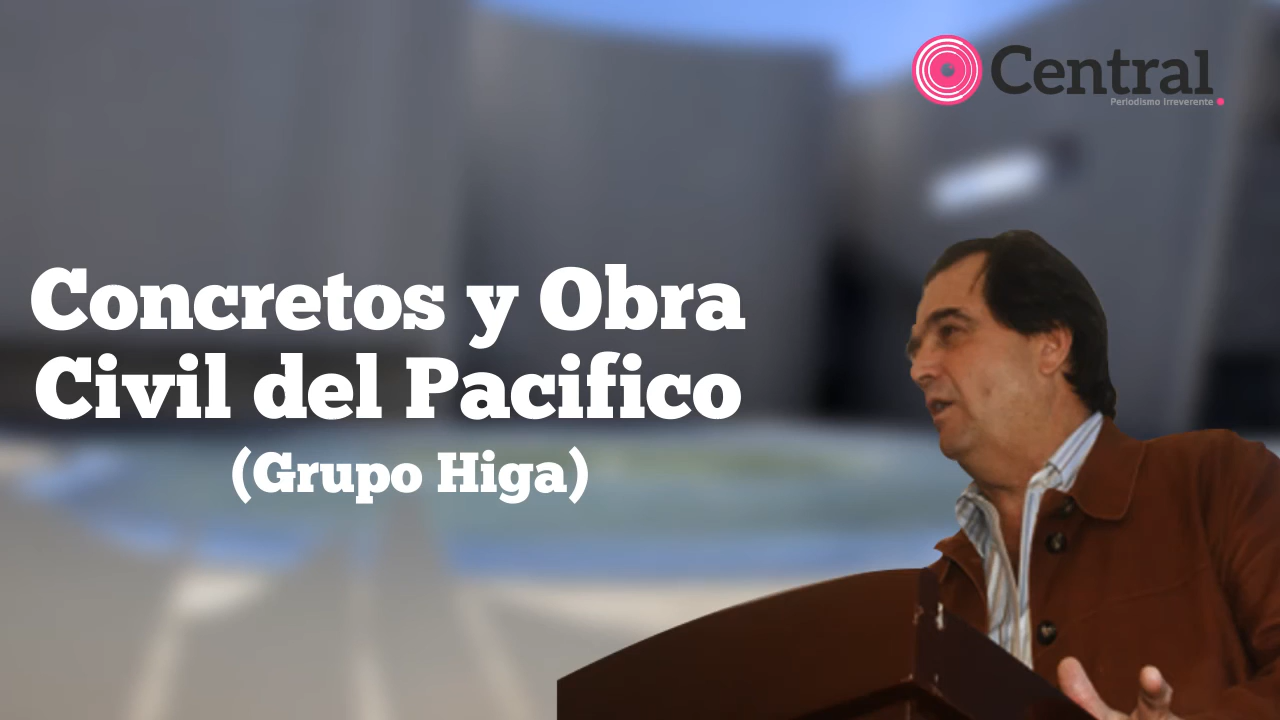 Central
Periodismo Irreverente
Concretos y Obra
Civil del Pacifico
(Grupo Higa)